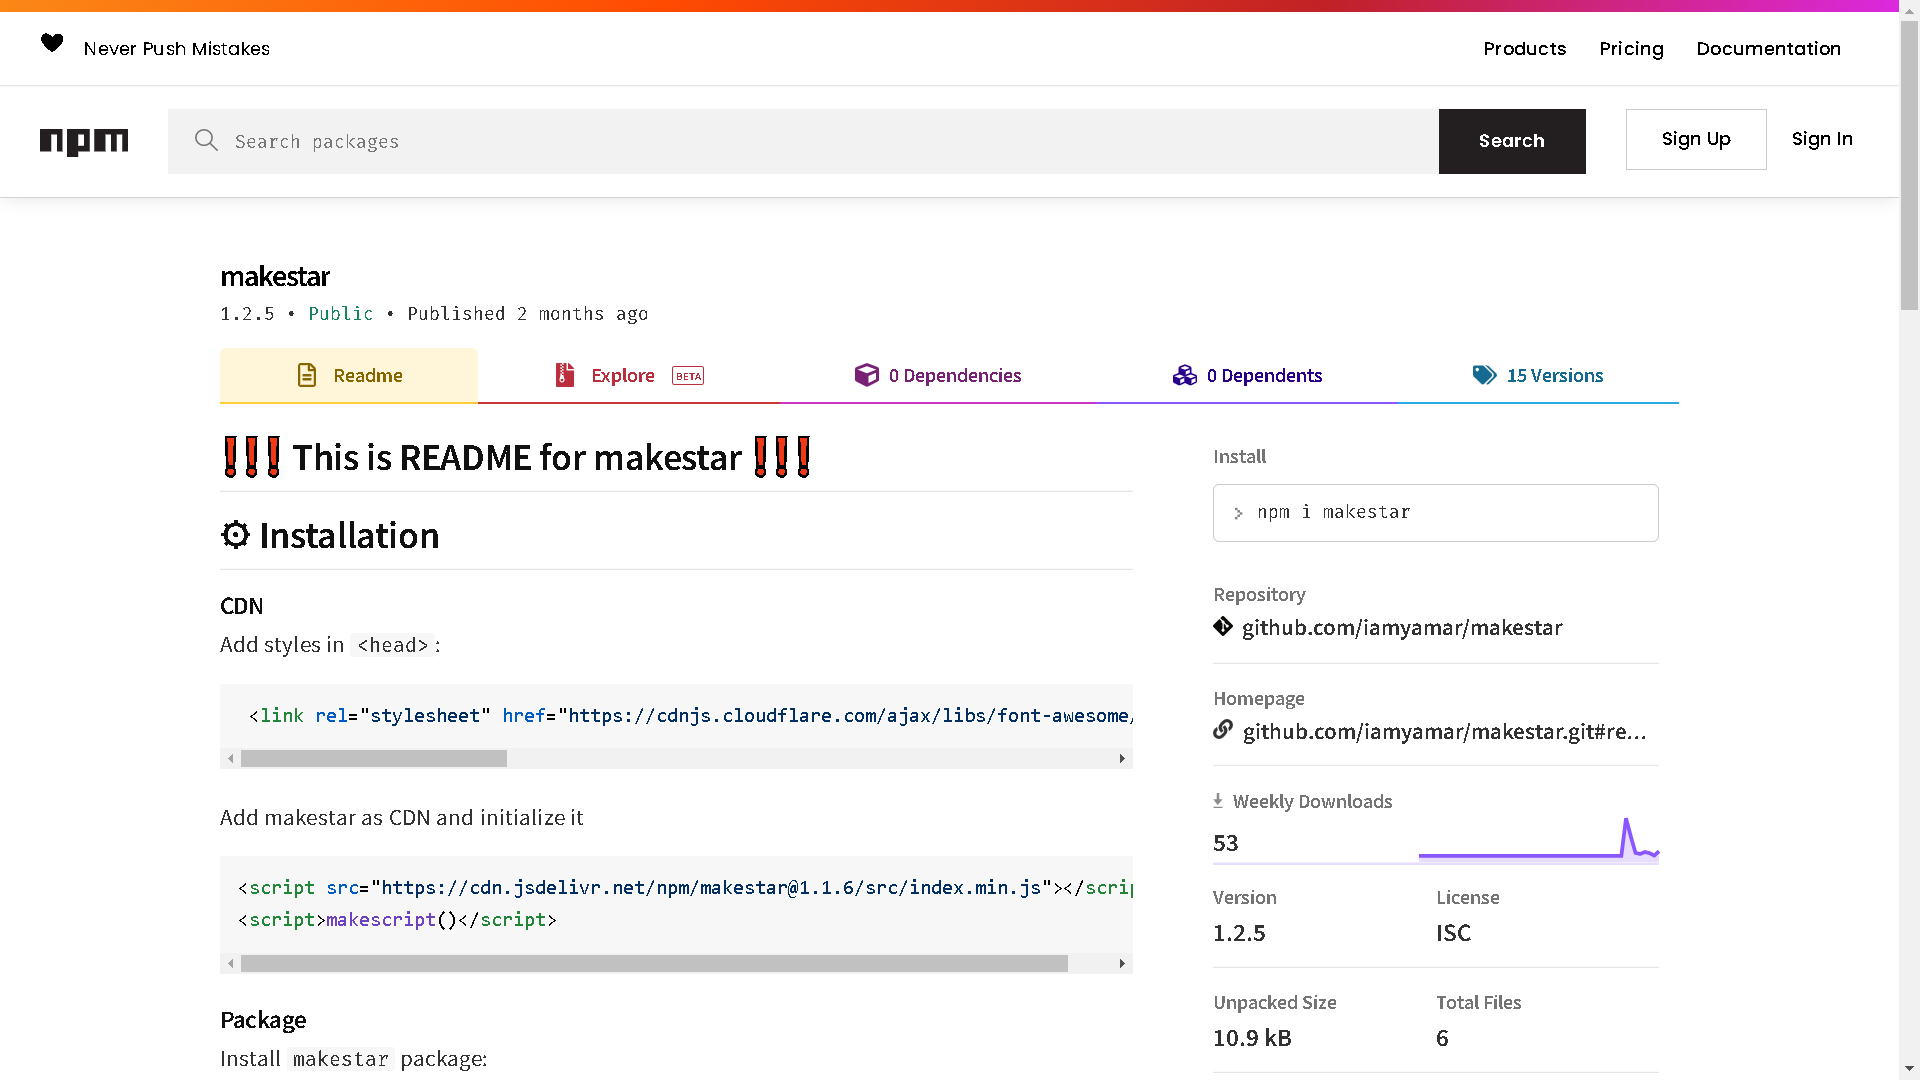 Never Push Mistakes
Products
Pricing
Documentation
npm
Search packages
Search
Sign Up
Sign In
makestar
1.2.5 • Public • Published 2 months ago
Readme
Explore BETA
0 Dependencies
0 Dependents
15 Versions
❗❗❗ This is README for makestar ❗❗❗
⚙ Installation
CDN
Add styles in <head>:
<link rel="stylesheet" href="https://cdnjs.cloudflare.com/ajax/libs/font-awesome/
Add makestar as CDN and initialize it
<script src="https://cdn.jsdelivr.net/npm/makestar@1.1.6/src/index.min.js"></scrip
<script>makescript()</script>
Package
Install makestar package:
Install
> npm i makestar
Repository
github.com/iamyamar/makestar
Homepage
github.com/iamyamar/makestar.git#re...
Weekly Downloads
53
Version
1.2.5
License
ISC
Unpacked Size
10.9 kB
Total Files
6